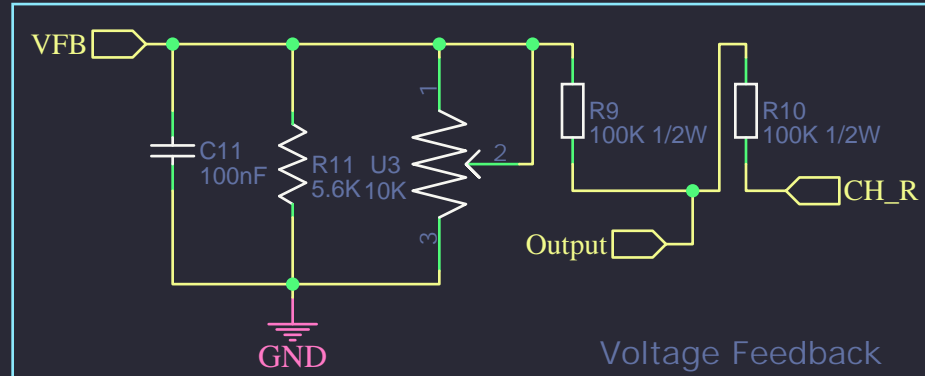 VFB
C11
100nF
R11
5.6K
U3
10K
1
2
3
R9
100K 1/2W
R10
100K 1/2W
CH_R
Output
GND
Voltage Feedback